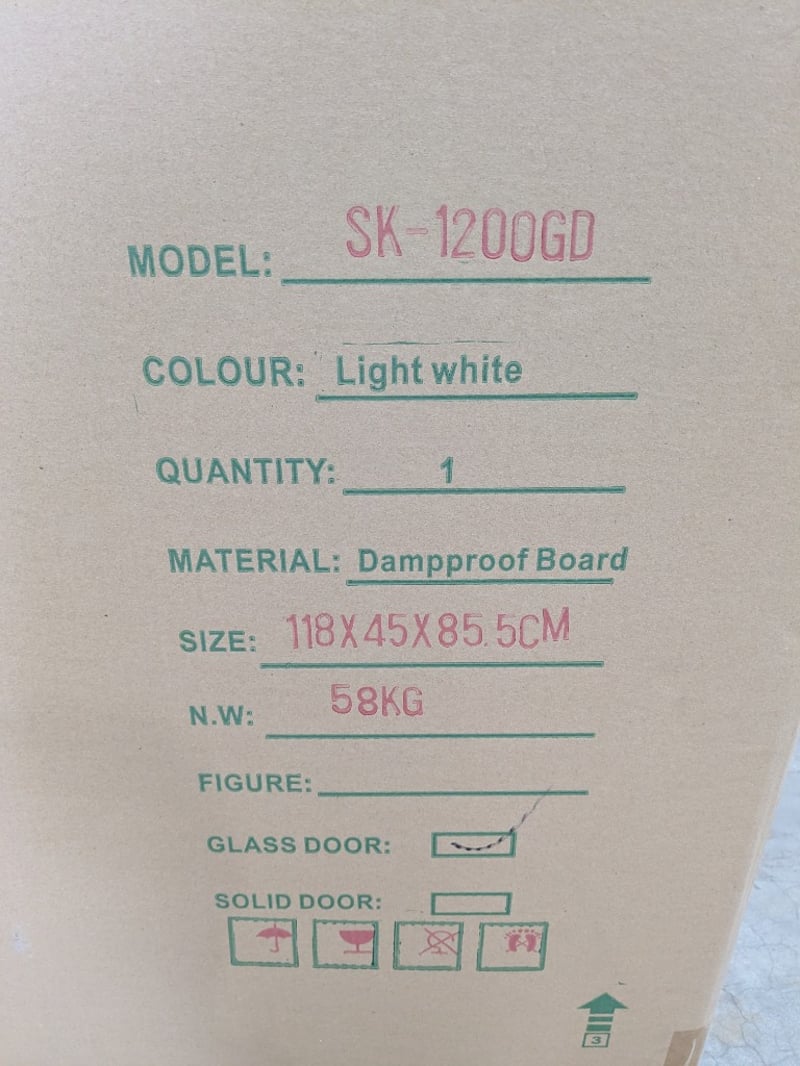 MODEL: SK-1200GD
COLOUR: Light white
QUANTITY: 1
MATERIAL: Dampproof Board
SIZE: 118X45X85.5CM
N.W: 58KG
FIGURE:
GLASS DOOR:
SOLID DOOR:
3